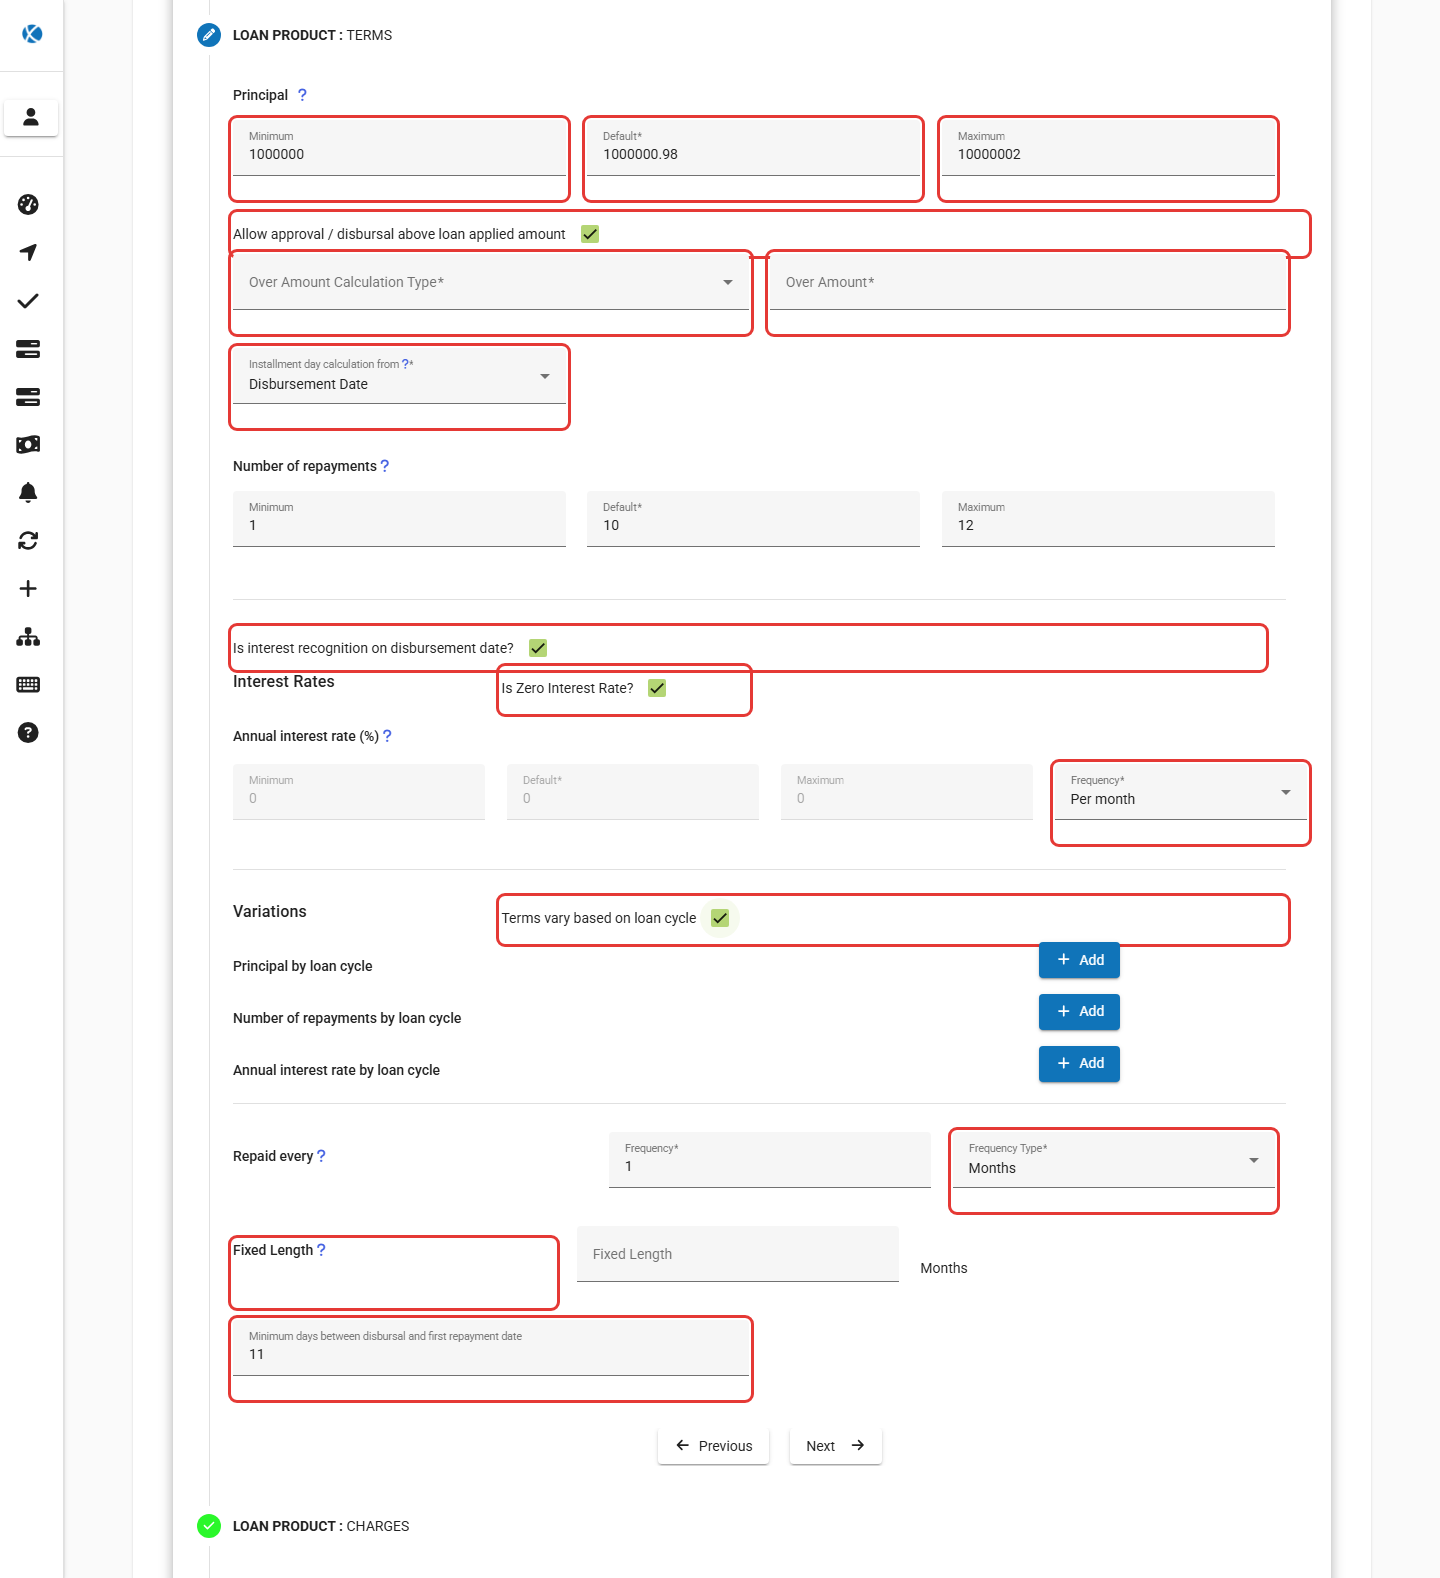 LOAN PRODUCT : TERMS
Principal ?
Minimum
1000000
Default*
1000000.98
Maximum
10000002
Allow approval / disbursal above loan applied amount
Over Amount Calculation Type*
Over Amount*
Installment day calculation from ?*
Disbursement Date
Number of repayments ?
Minimum
1
Default*
10
Maximum
12
Is interest recognition on disbursement date?
Interest Rates
Is Zero Interest Rate?
Annual interest rate (%) ?
Minimum
0
Default*
0
Maximum
0
Frequency*
Per month
Variations
Terms vary based on loan cycle
Principal by loan cycle
+ Add
Number of repayments by loan cycle
+ Add
Annual interest rate by loan cycle
+ Add
Repaid every ?
Frequency*
1
Frequency Type*
Months
Fixed Length ?
Fixed Length
Months
Minimum days between disbursal and first repayment date
11
Previous
Next
LOAN PRODUCT : CHARGES